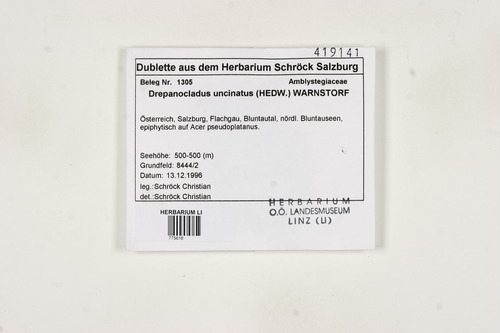 419141
Dublette aus dem Herbarium Schröck Salzburg
Beleg Nr. 1305 Amblystegiaceae
Drepanocladus uncinatus (HEDW.) WARNSTORF
Österreich, Salzburg, Flachgau, Bluntautal, nördl. Bluntauseen,
epiphytisch auf Acer pseudoplatanus.
Seehöhe: 500-500 (m)
Grundfeld: 8444/2
Datum: 13.12.1996
leg.:Schröck Christian
det.:Schröck Christian
HERBARIUM
O.Ö. LANDESMUSEUM
LINZ (LI)
HERBARIUM LI
775618